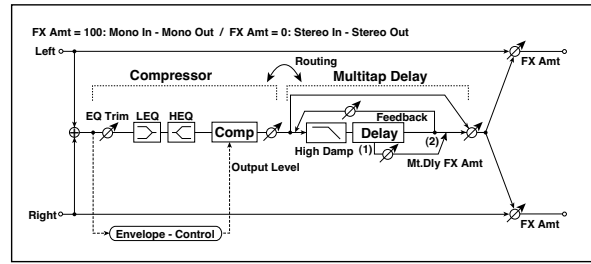 FX Amt = 100: Mono In - Mono Out / FX Amt = 0: Stereo In - Stereo Out
Left
Routing
FX Amt
Compressor
Multitap Delay
EQ Trim
LEQ
HEQ
Feedback
Comp
Delay
High Damp
(1)
(2)
Output Level
Mt.Dly FX Amt
Right
FX Amt
Envelope - Control